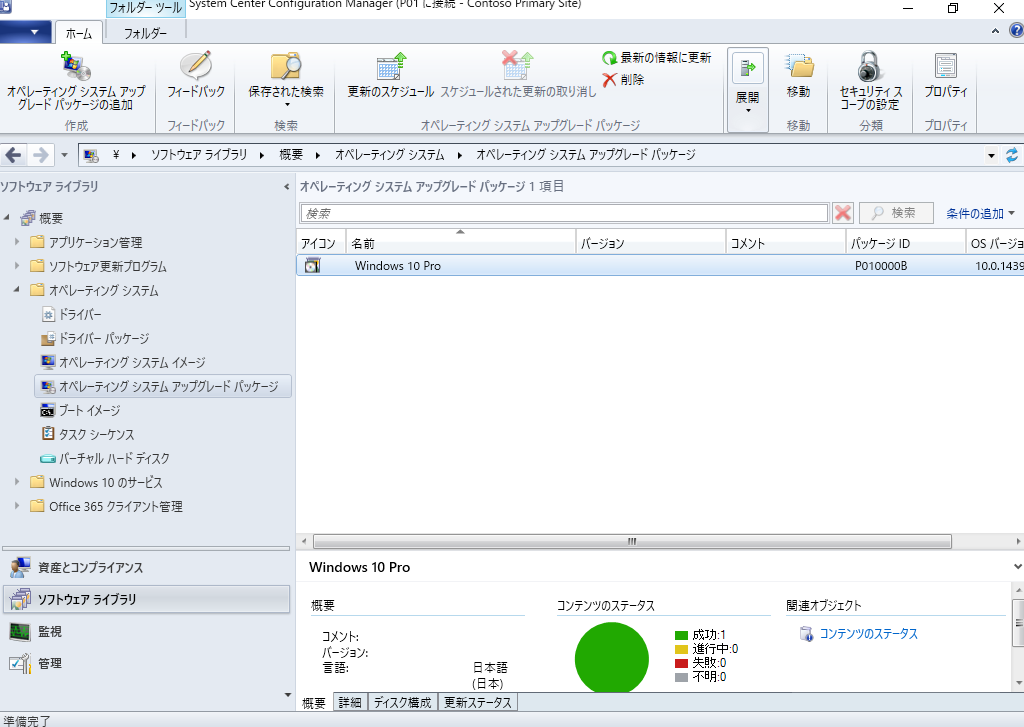 フォルダー ツール
System Center Configuration Manager (P01 に接続 - Contoso Primary Site)
ホーム
フォルダー
オペレーティング システム アップ
グレード パッケージの追加
作成
フィードバック
フィードバック
保存された検索
検索
更新のスケジュール
スケジュールされた更新の取り消し
最新の情報に更新
削除
オペレーティング システム アップグレード パッケージ
展開
移動
移動
セキュリティ ス
コープの設定
分類
プロパティ
プロパティ
¥
ソフトウェア ライブラリ
概要
オペレーティング システム
オペレーティング システム アップグレード パッケージ
ソフトウェア ライブラリ
概要
アプリケーション管理
ソフトウェア更新プログラム
オペレーティング システム
ドライバー
ドライバー パッケージ
オペレーティング システム イメージ
オペレーティング システム アップグレード パッケージ
ブート イメージ
タスク シーケンス
バーチャル ハード ディスク
Windows 10 のサービス
Office 365 クライアント管理
資産とコンプライアンス
ソフトウェア ライブラリ
監視
管理
オペレーティング システム アップグレード パッケージ 1 項目
検索
検索
条件の追加
アイコン 名前 バージョン コメント パッケージ ID OS バージョ
Windows 10 Pro P010000B 10.0.1439
Windows 10 Pro
概要
コメント:
バージョン:
言語: 日本語
(日本)
コンテンツのステータス
成功:1
進行中:0
失敗:0
不明:0
関連オブジェクト
コンテンツのステータス
概要 詳細 ディスク構成 更新ステータス
準備完了